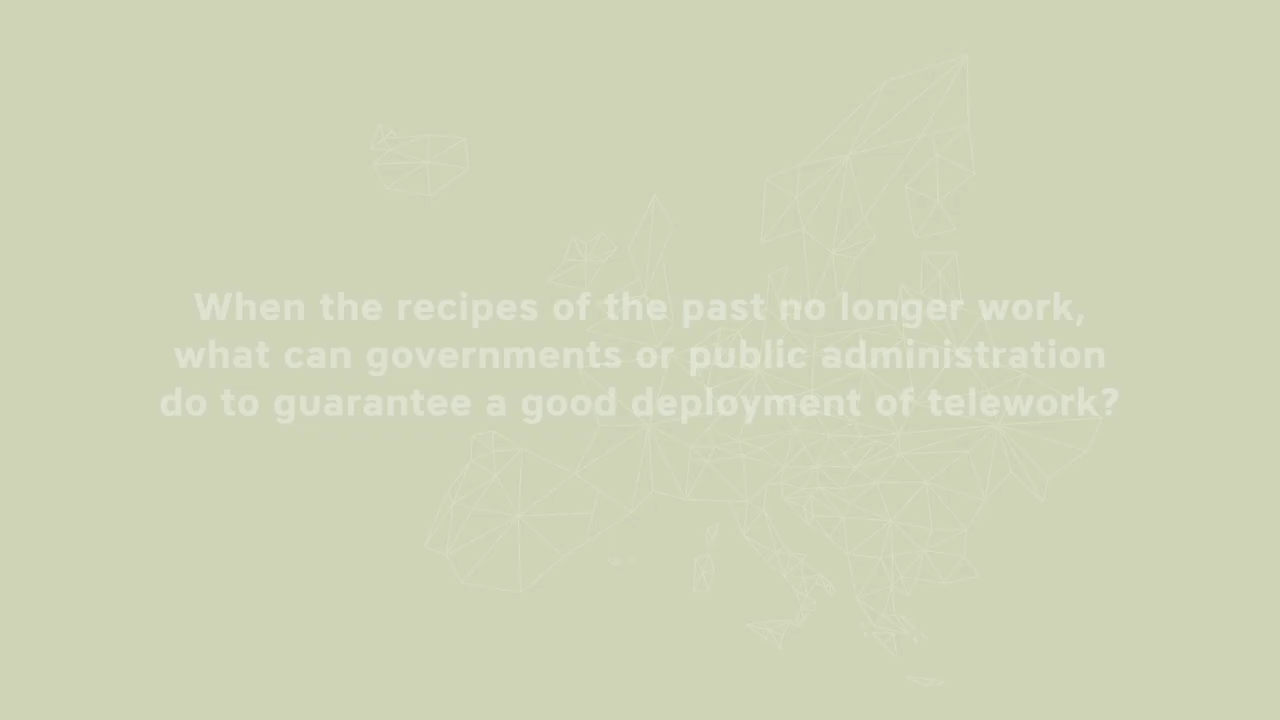 When the recipes of the past no longer work,
what can governments or public administration
do to guarantee a good deployment of telework?